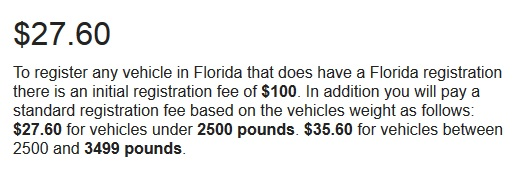 $27.60
To register any vehicle in Florida that does have a Florida registration
there is an initial registration fee of $100. In addition you will pay a
standard registration fee based on the vehicles weight as follows:
$27.60 for vehicles under 2500 pounds. $35.60 for vehicles between
2500 and 3499 pounds.